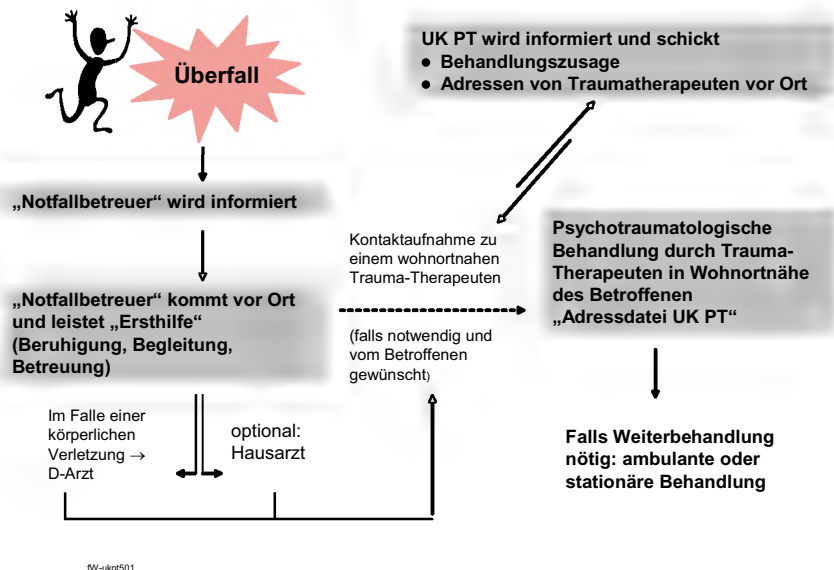 Überfall
UK PT wird informiert und schickt
● Behandlungszusage
● Adressen von Traumatherapeuten vor Ort
„Notfallbetreuer“ wird informiert
Kontaktaufnahme zu
einem wohnortnahen
Trauma-Therapeuten
Psychotraumatologische
Behandlung durch Trauma-
Therapeuten in Wohnortnähe
des Betroffenen
„Adressdatei UK PT“
„Notfallbetreuer“ kommt vor Ort
und leistet „Ersthilfe“
(Beruhigung, Begleitung,
Betreuung)
(falls notwendig und
vom Betroffenen
gewünscht)
Im Falle einer
körperlichen
Verletzung →
D-Arzt
optional:
Hausarzt
Falls Weiterbehandlung
nötig: ambulante oder
stationäre Behandlung
fW-ukpt501